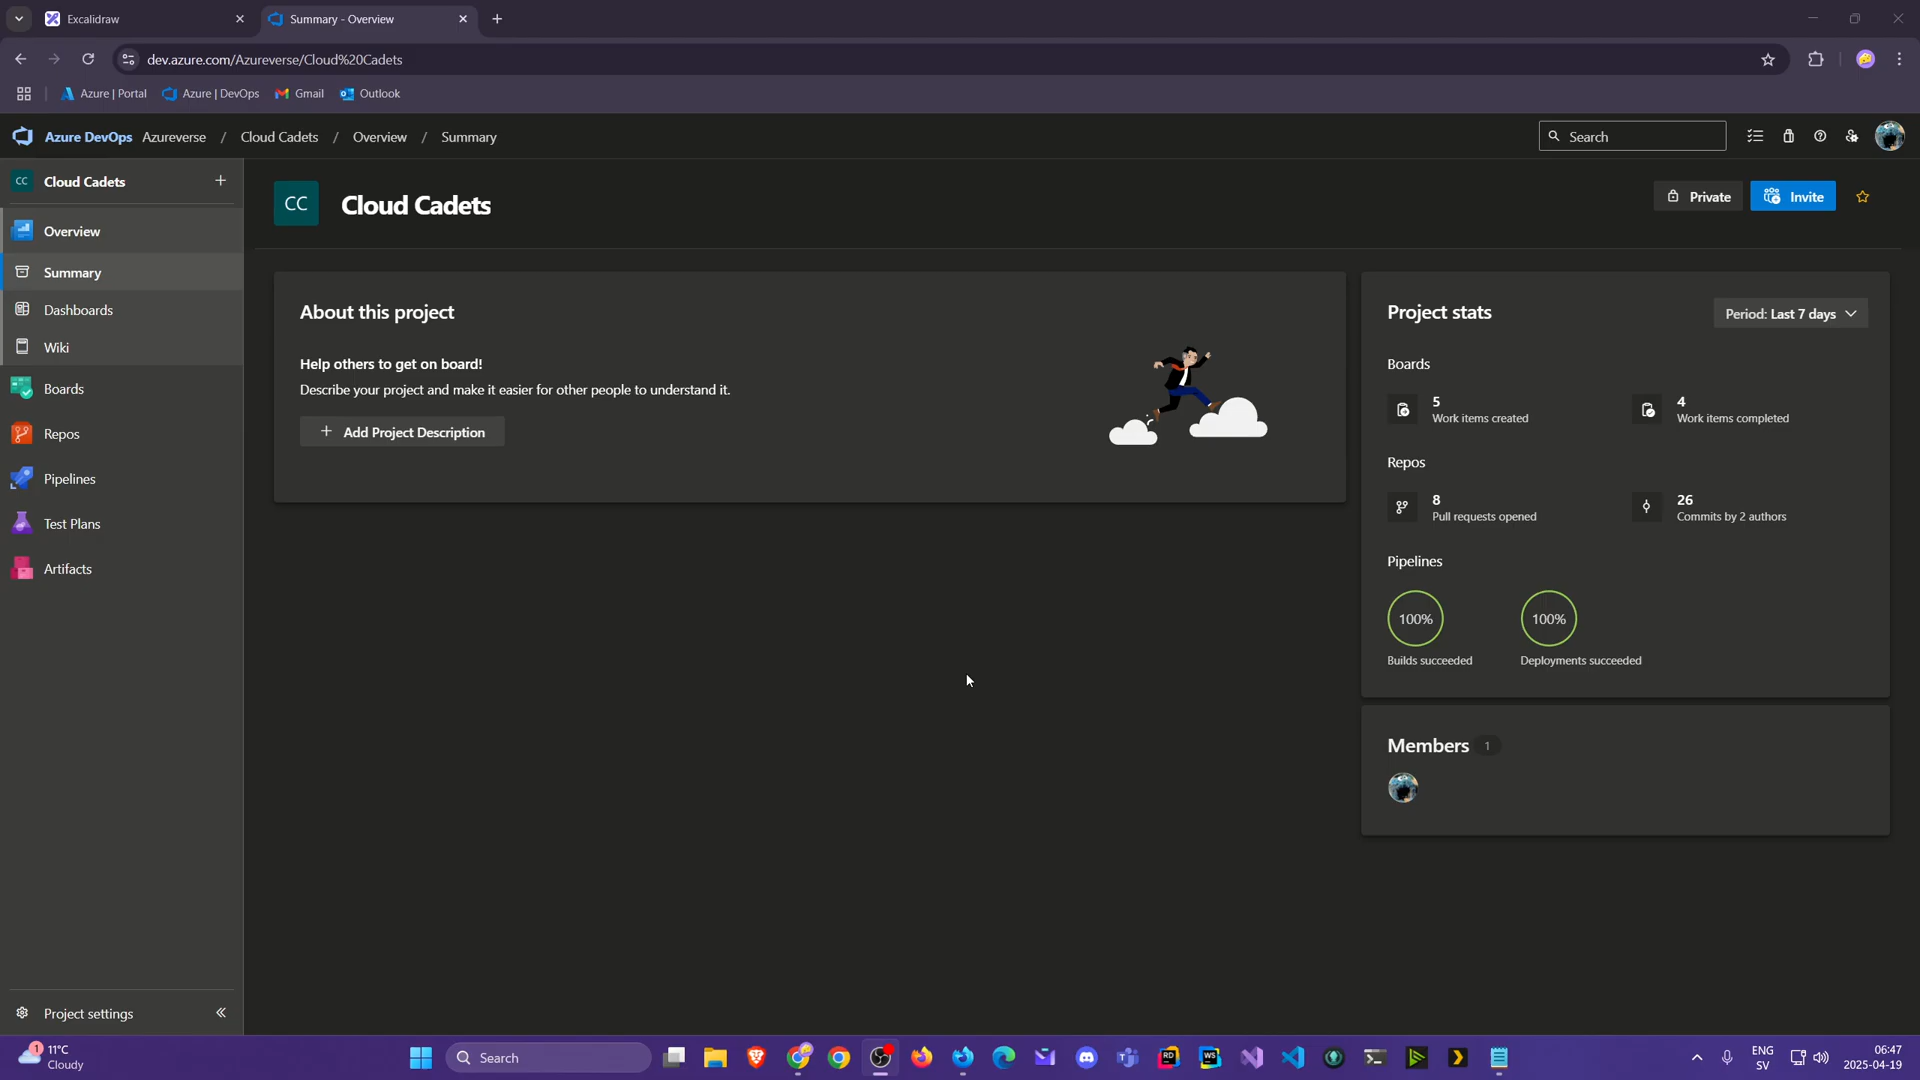 Excalidraw
Summary - Overview
dev.azure.com/Azureverse/Cloud%20Cadets
Azure | Portal
Azure | DevOps
Gmail
Outlook
Azure DevOps Azureverse / Cloud Cadets / Overview / Summary
Search
CC Cloud Cadets
Overview
Summary
Dashboards
Wiki
Boards
Repos
Pipelines
Test Plans
Artifacts
Project settings
CC
Cloud Cadets
Private
Invite
About this project
Help others to get on board!
Describe your project and make it easier for other people to understand it.
Add Project Description
Project stats
Period: Last 7 days
Boards
5
Work items created
4
Work items completed
Repos
8
Pull requests opened
26
Commits by 2 authors
Pipelines
100%
Builds succeeded
100%
Deployments succeeded
Members 1
1
11°C
Cloudy
Search
RD
WS
ENG
SV
06:47
2025-04-19